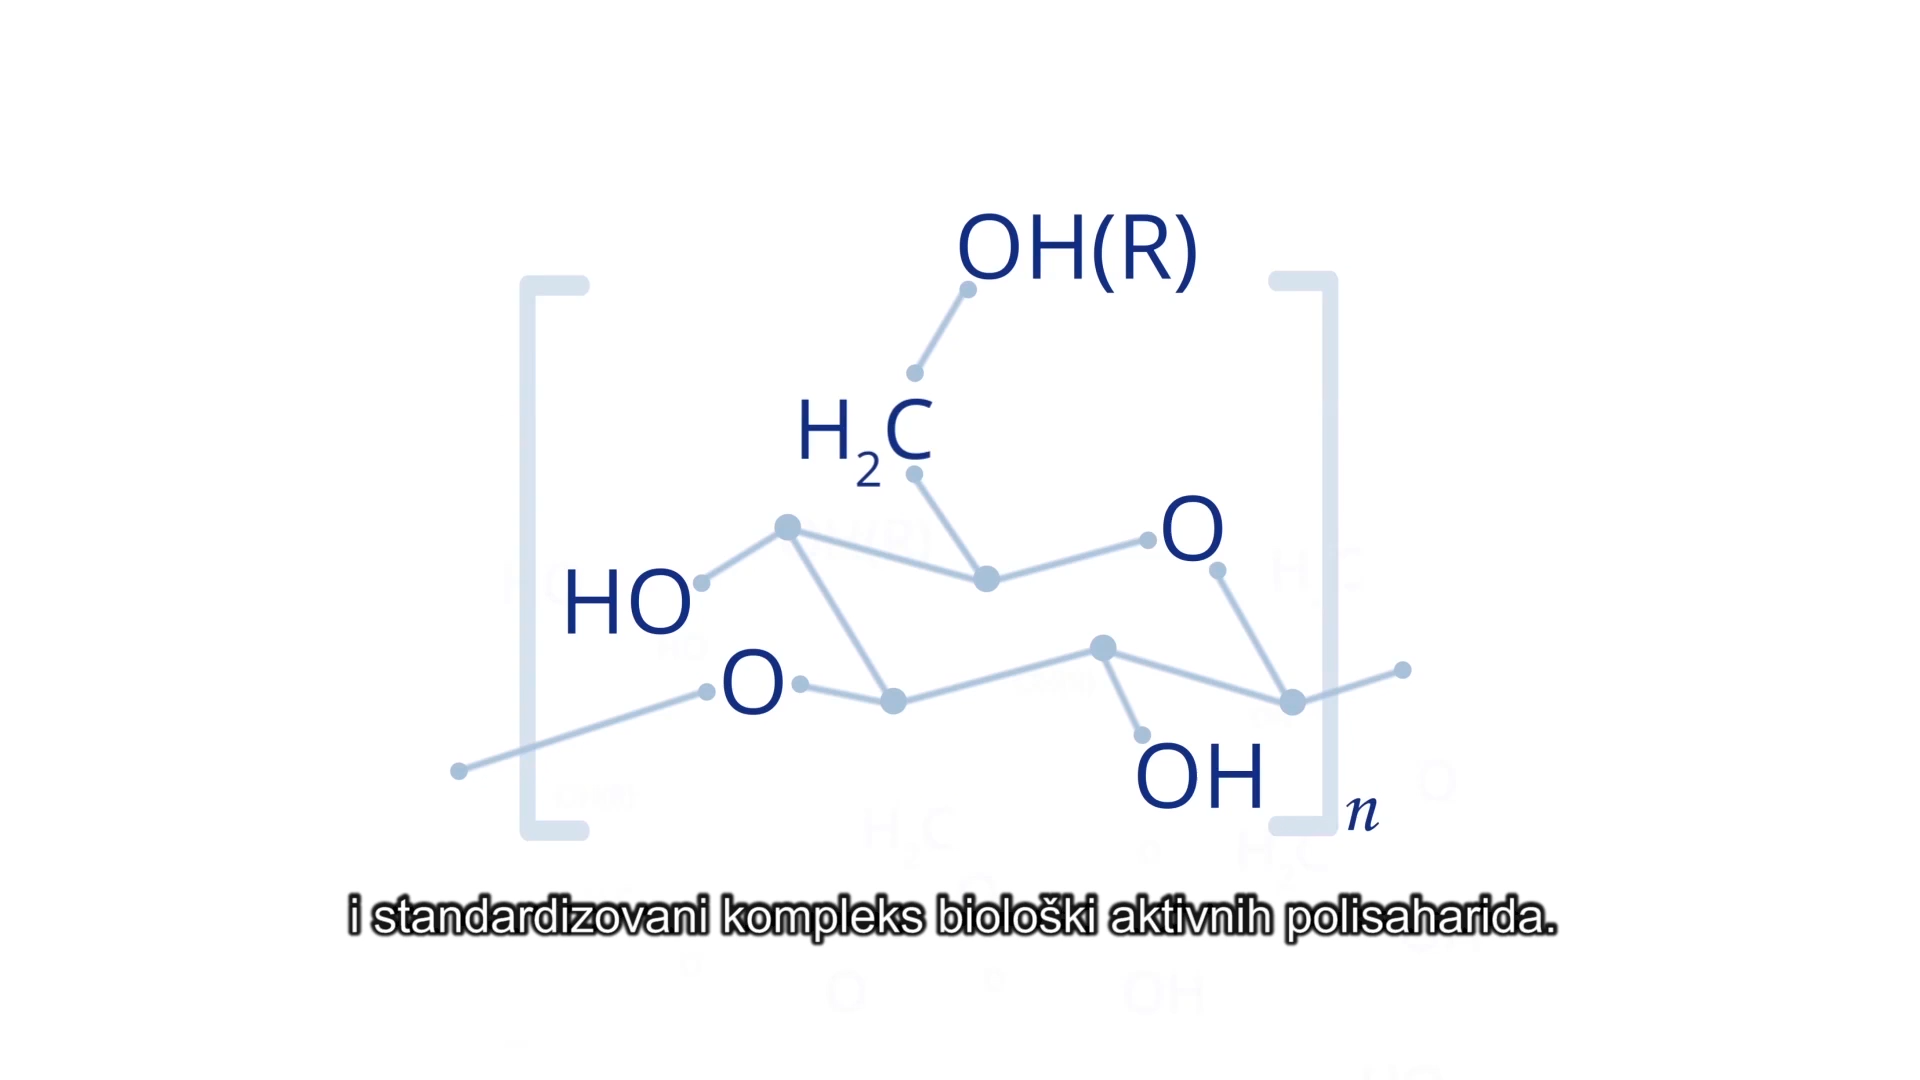 OH(R)
H₂C
O
HO
O
OH
n
i standardizovani kompleks biološki aktivnih polisaharida.